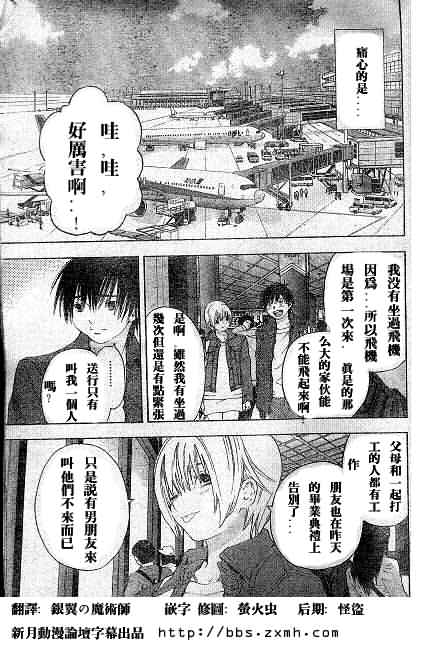 痛心的是....
哇,哇,
好厲害啊..!
我没有坐過飛機
因爲...所以飛機
場是第一次來.
真是的那
么大的家伙能
不能飛起來啊
是啊.雖然我有坐過
幾次但還是有點緊張
.........
送行只有
叫我一個人
嗎?
父母和一起打
工的人都有工
作
朋友也在昨天
的畢業典禮上
告別了...
只是説有男朋友來
叫他們不來而已
翻譯: 銀翼の魔術師 嵌字 修圖: 螢火虫 后期: 怪盜
新月動漫論壇字幕出品 http://bbs.zxmh.com